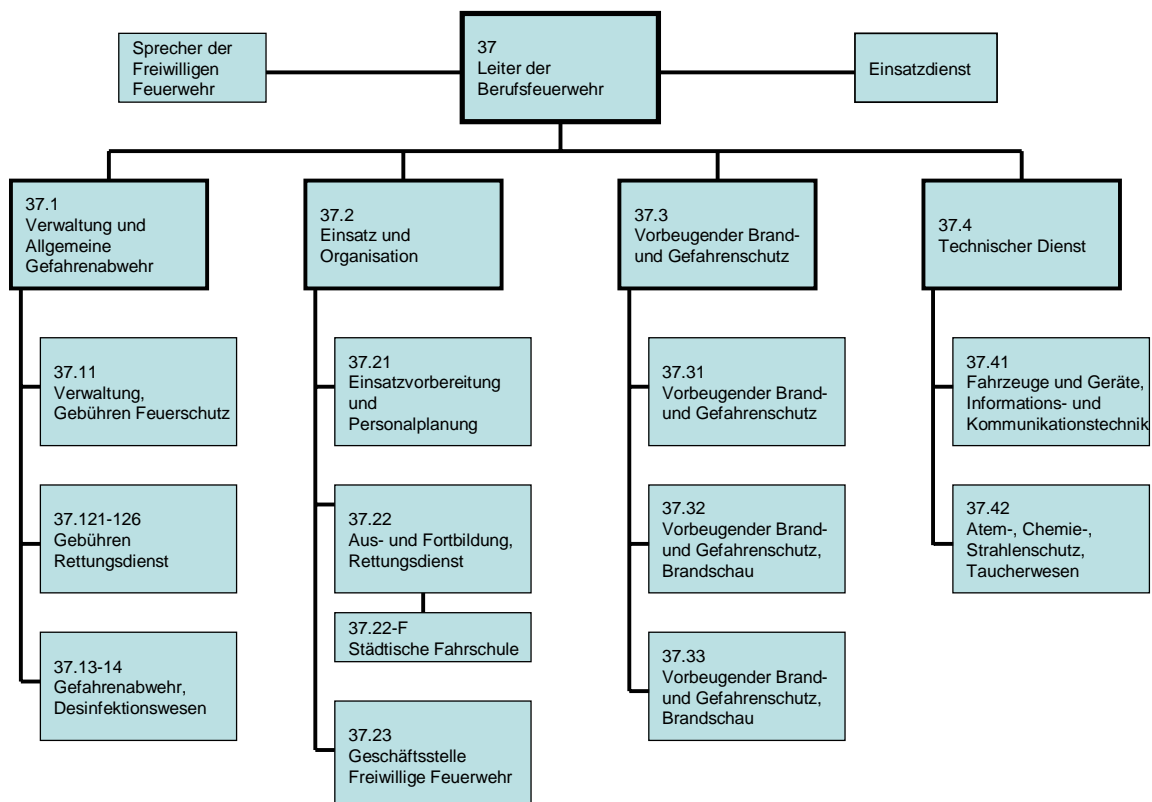 Sprecher der
Freiwilligen
Feuerwehr
37
Leiter der
Berufsfeuerwehr
Einsatzdienst
37.1
Verwaltung und
Allgemeine
Gefahrenabwehr
37.2
Einsatz und
Organisation
37.3
Vorbeugender Brand-
und Gefahrenschutz
37.4
Technischer Dienst
37.11
Verwaltung,
Gebühren Feuerschutz
37.21
Einsatzvorbereitung
und
Personalplanung
37.31
Vorbeugender Brand-
und Gefahrenschutz
37.41
Fahrzeuge und Geräte,
Informations- und
Kommunikationstechnik
37.121-126
Gebühren
Rettungsdienst
37.22
Aus- und Fortbildung,
Rettungsdienst
37.32
Vorbeugender Brand-
und Gefahrenschutz,
Brandschau
37.42
Atem-, Chemie-,
Strahlenschutz,
Taucherwesen
37.22-F
Städtische Fahrschule
37.13-14
Gefahrenabwehr,
Desinfektionswesen
37.33
Vorbeugender Brand-
und Gefahrenschutz,
Brandschau
37.23
Geschäftsstelle
Freiwillige Feuerwehr